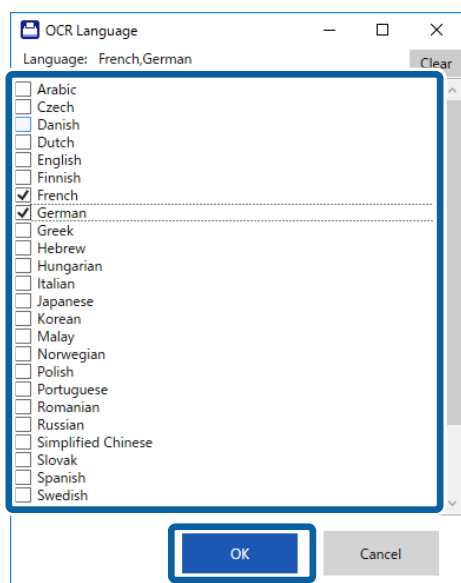 OCR Language
Language: French,German
Clear
Arabic
Czech
Danish
Dutch
English
Finnish
French
German
Greek
Hebrew
Hungarian
Italian
Japanese
Korean
Malay
Norwegian
Polish
Portuguese
Romanian
Russian
Simplified Chinese
Slovak
Spanish
Swedish
OK Cancel